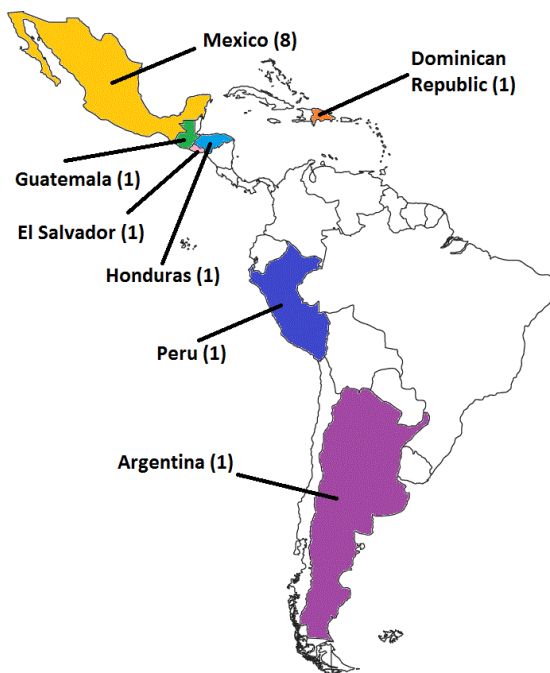 Mexico (8)
Dominican
Republic (1)
Guatemala (1)
El Salvador (1)
Honduras (1)
Peru (1)
Argentina (1)